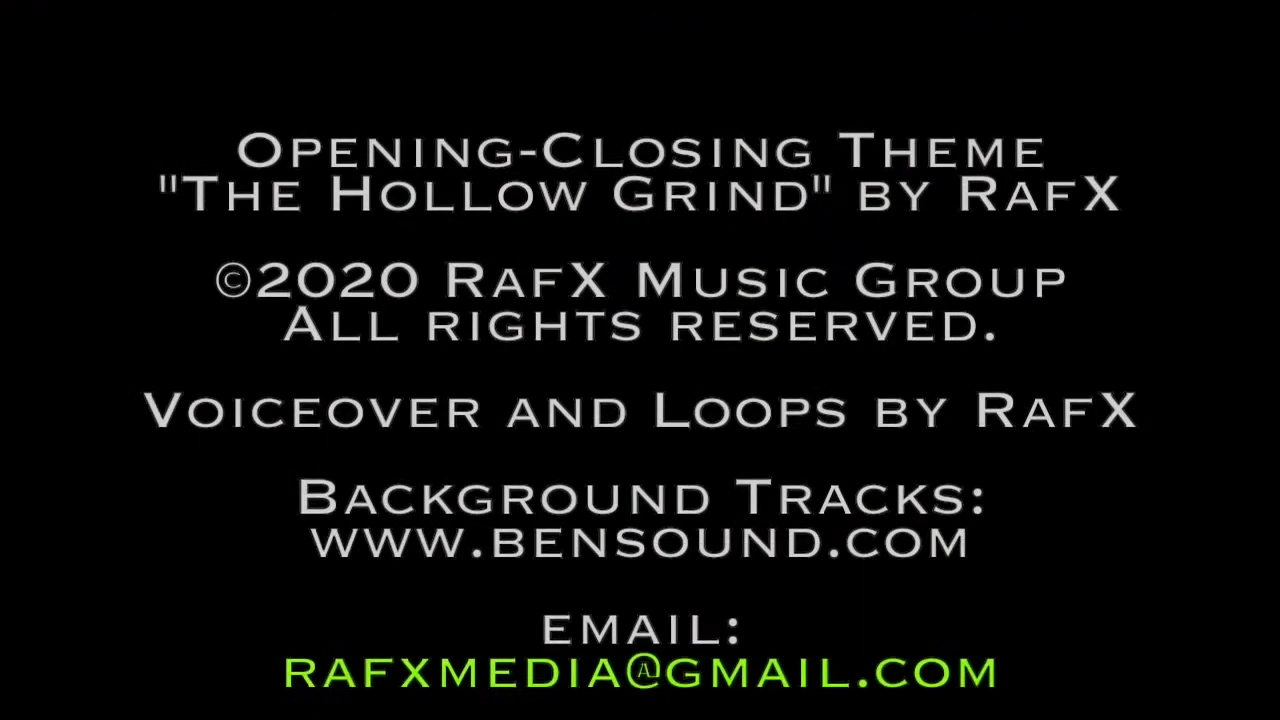 Opening-Closing Theme
"The Hollow Grind" by RafX
©2020 RafX Music Group
All rights reserved.
Voiceover and Loops by RafX
Background Tracks:
www.bensound.com
email:
rafxmedia@gmail.com